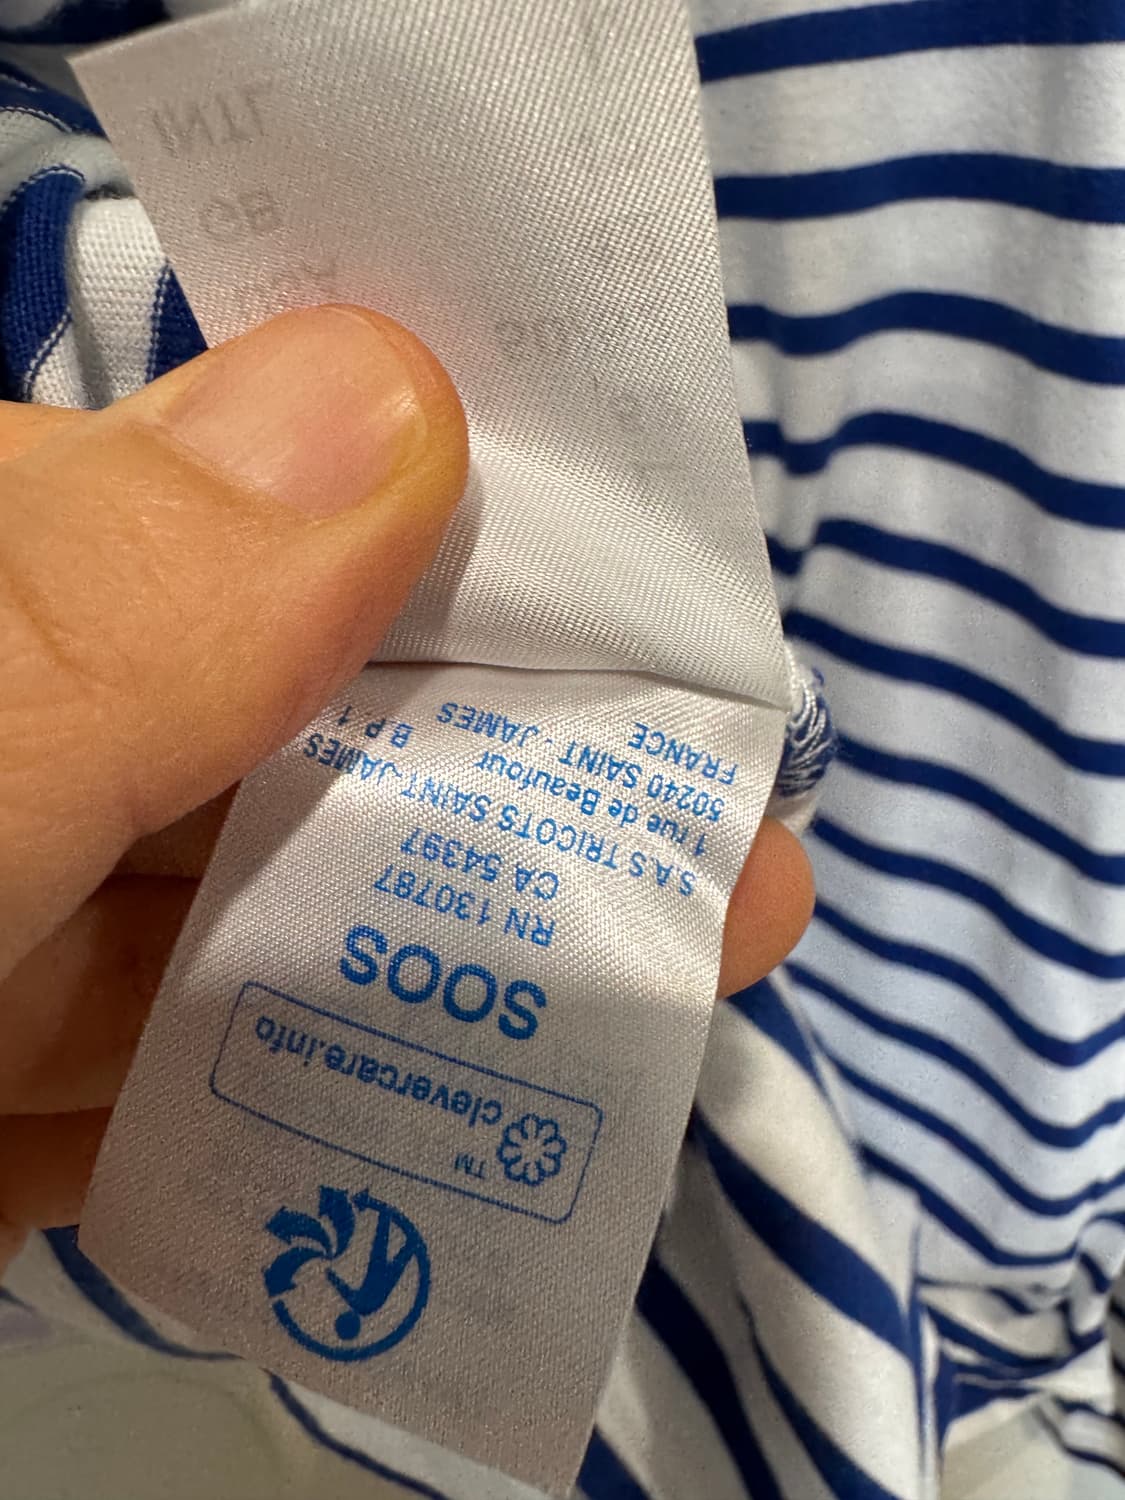 TM
clevercare.info
SOOS
RN 130787
CA 54397
S.A.S TRICOTS SAINT-JAMES
1 rue de Beaufour B.P 1
50240 SAINT - JAMES
FRANCE